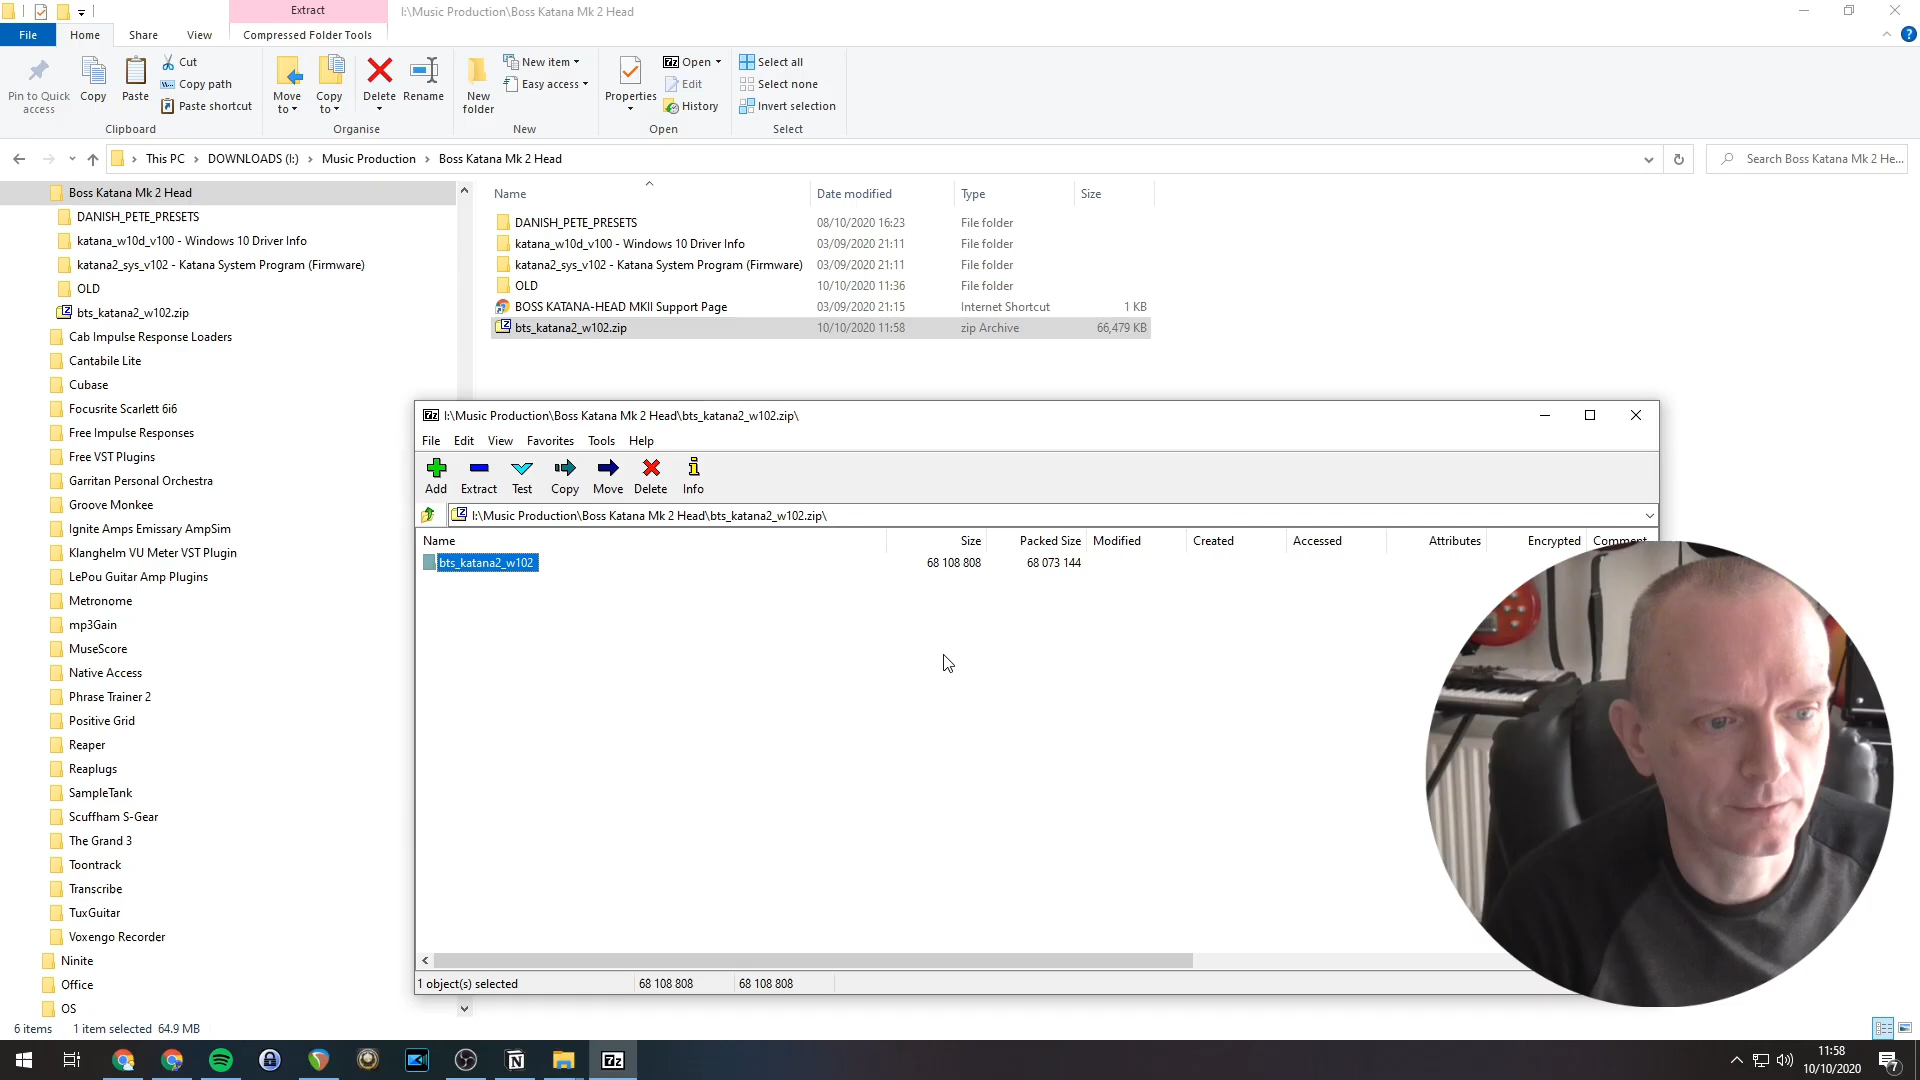 Extract
I:\Music Production\Boss Katana Mk 2 Head
File
Home
Share
View
Compressed Folder Tools
Pin to Quick access
Copy
Paste
Cut
Copy path
Paste shortcut
Clipboard
Move to
Copy to
Delete
Rename
Organise
New folder
New item
Easy access
New
Properties
Open
Edit
History
Open
Select all
Select none
Invert selection
Select
This PC > DOWNLOADS (I:) > Music Production > Boss Katana Mk 2 Head
Search Boss Katana Mk 2 He...
Boss Katana Mk 2 Head
DANISH_PETE_PRESETS
katana_w10d_v100 - Windows 10 Driver Info
katana2_sys_v102 - Katana System Program (Firmware)
OLD
bts_katana2_w102.zip
Cab Impulse Response Loaders
Cantabile Lite
Cubase
Focusrite Scarlett 6i6
Free Impulse Responses
Free VST Plugins
Garritan Personal Orchestra
Groove Monkee
Ignite Amps Emissary AmpSim
Klanghelm VU Meter VST Plugin
LePou Guitar Amp Plugins
Metronome
mp3Gain
MuseScore
Native Access
Phrase Trainer 2
Positive Grid
Reaper
Reaplugs
SampleTank
Scuffham S-Gear
The Grand 3
Toontrack
Transcribe
TuxGuitar
Voxengo Recorder
Ninite
Office
OS
Name Date modified Type Size
DANISH_PETE_PRESETS 08/10/2020 16:23 File folder
katana_w10d_v100 - Windows 10 Driver Info 03/09/2020 21:11 File folder
katana2_sys_v102 - Katana System Program (Firmware) 03/09/2020 21:11 File folder
OLD 10/10/2020 11:36 File folder
BOSS KATANA-HEAD MKII Support Page 03/09/2020 21:15 Internet Shortcut 1 KB
bts_katana2_w102.zip 10/10/2020 11:58 zip Archive 66,479 KB
7z I:\Music Production\Boss Katana Mk 2 Head\bts_katana2_w102.zip\
File Edit View Favorites Tools Help
Add Extract Test Copy Move Delete Info
I:\Music Production\Boss Katana Mk 2 Head\bts_katana2_w102.zip\
Name Size Packed Size Modified Created Accessed Attributes Encrypted Comment
bts_katana2_w102 68 108 808 68 073 144
1 object(s) selected 68 108 808 68 108 808
6 items 1 item selected 64.9 MB
7z
11:58
10/10/2020
7